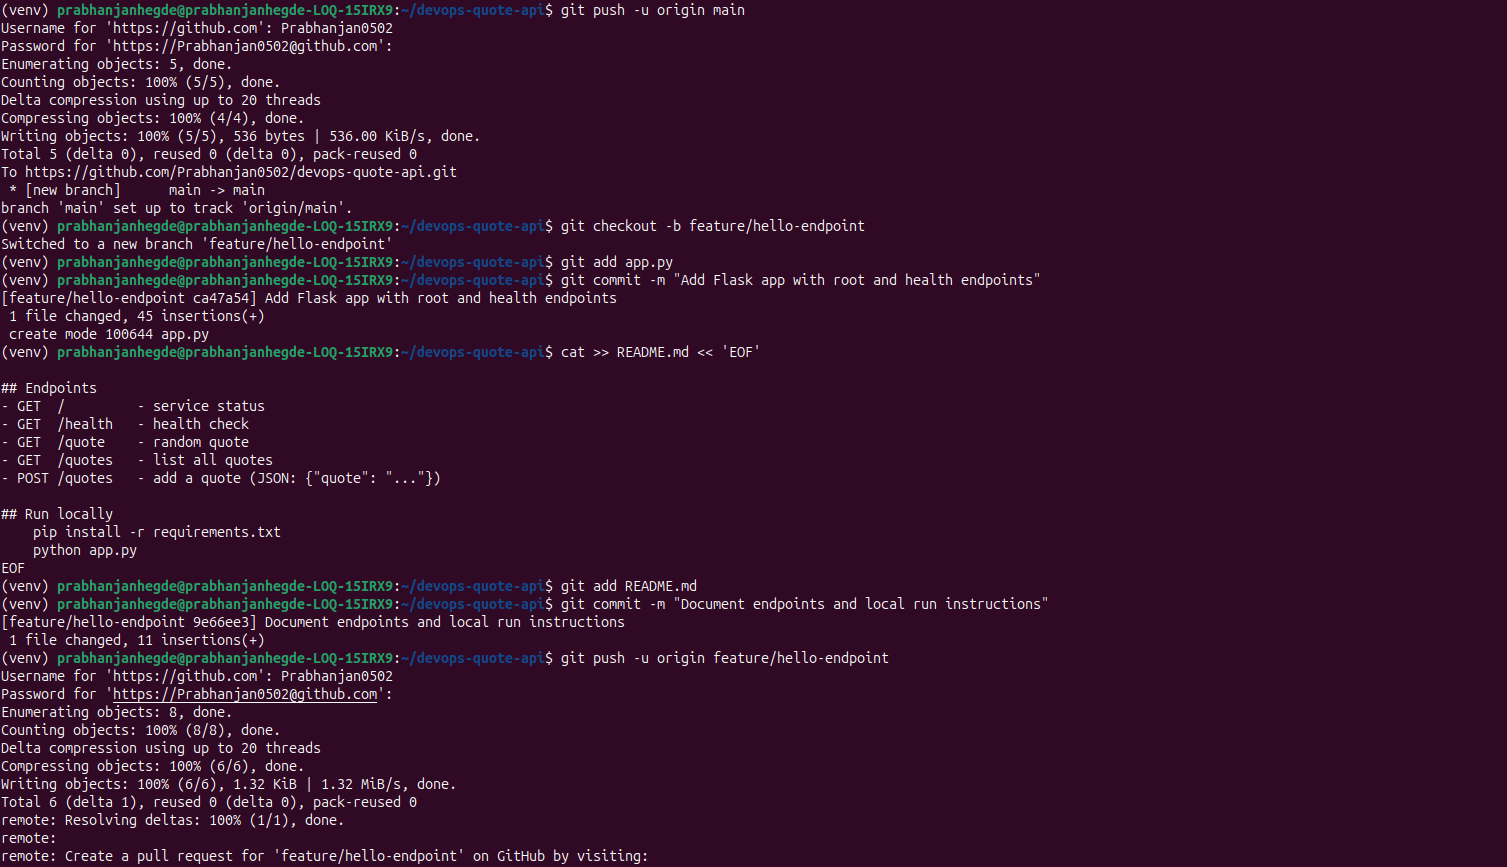 (venv) prabhanjanhegde@prabhanjanhegde-LOQ-15IRX9:~/devops-quote-api$ git push -u origin main
Username for 'https://github.com': Prabhanjan0502
Password for 'https://Prabhanjan0502@github.com':
Enumerating objects: 5, done.
Counting objects: 100% (5/5), done.
Delta compression using up to 20 threads
Compressing objects: 100% (4/4), done.
Writing objects: 100% (5/5), 536 bytes | 536.00 KiB/s, done.
Total 5 (delta 0), reused 0 (delta 0), pack-reused 0
To https://github.com/Prabhanjan0502/devops-quote-api.git
 * [new branch]      main -> main
branch 'main' set up to track 'origin/main'.
(venv) prabhanjanhegde@prabhanjanhegde-LOQ-15IRX9:~/devops-quote-api$ git checkout -b feature/hello-endpoint
Switched to a new branch 'feature/hello-endpoint'
(venv) prabhanjanhegde@prabhanjanhegde-LOQ-15IRX9:~/devops-quote-api$ git add app.py
(venv) prabhanjanhegde@prabhanjanhegde-LOQ-15IRX9:~/devops-quote-api$ git commit -m "Add Flask app with root and health endpoints"
[feature/hello-endpoint ca47a54] Add Flask app with root and health endpoints
 1 file changed, 45 insertions(+)
 create mode 100644 app.py
(venv) prabhanjanhegde@prabhanjanhegde-LOQ-15IRX9:~/devops-quote-api$ cat >> README.md << 'EOF'

## Endpoints
- GET  /         - service status
- GET  /health   - health check
- GET  /quote    - random quote
- GET  /quotes   - list all quotes
- POST /quotes   - add a quote (JSON: {"quote": "..."})

## Run locally
    pip install -r requirements.txt
    python app.py
EOF
(venv) prabhanjanhegde@prabhanjanhegde-LOQ-15IRX9:~/devops-quote-api$ git add README.md
(venv) prabhanjanhegde@prabhanjanhegde-LOQ-15IRX9:~/devops-quote-api$ git commit -m "Document endpoints and local run instructions"
[feature/hello-endpoint 9e66ee3] Document endpoints and local run instructions
 1 file changed, 11 insertions(+)
(venv) prabhanjanhegde@prabhanjanhegde-LOQ-15IRX9:~/devops-quote-api$ git push -u origin feature/hello-endpoint
Username for 'https://github.com': Prabhanjan0502
Password for 'https://Prabhanjan0502@github.com':
Enumerating objects: 8, done.
Counting objects: 100% (8/8), done.
Delta compression using up to 20 threads
Compressing objects: 100% (6/6), done.
Writing objects: 100% (6/6), 1.32 KiB | 1.32 MiB/s, done.
Total 6 (delta 1), reused 0 (delta 0), pack-reused 0
remote: Resolving deltas: 100% (1/1), done.
remote:
remote: Create a pull request for 'feature/hello-endpoint' on GitHub by visiting: